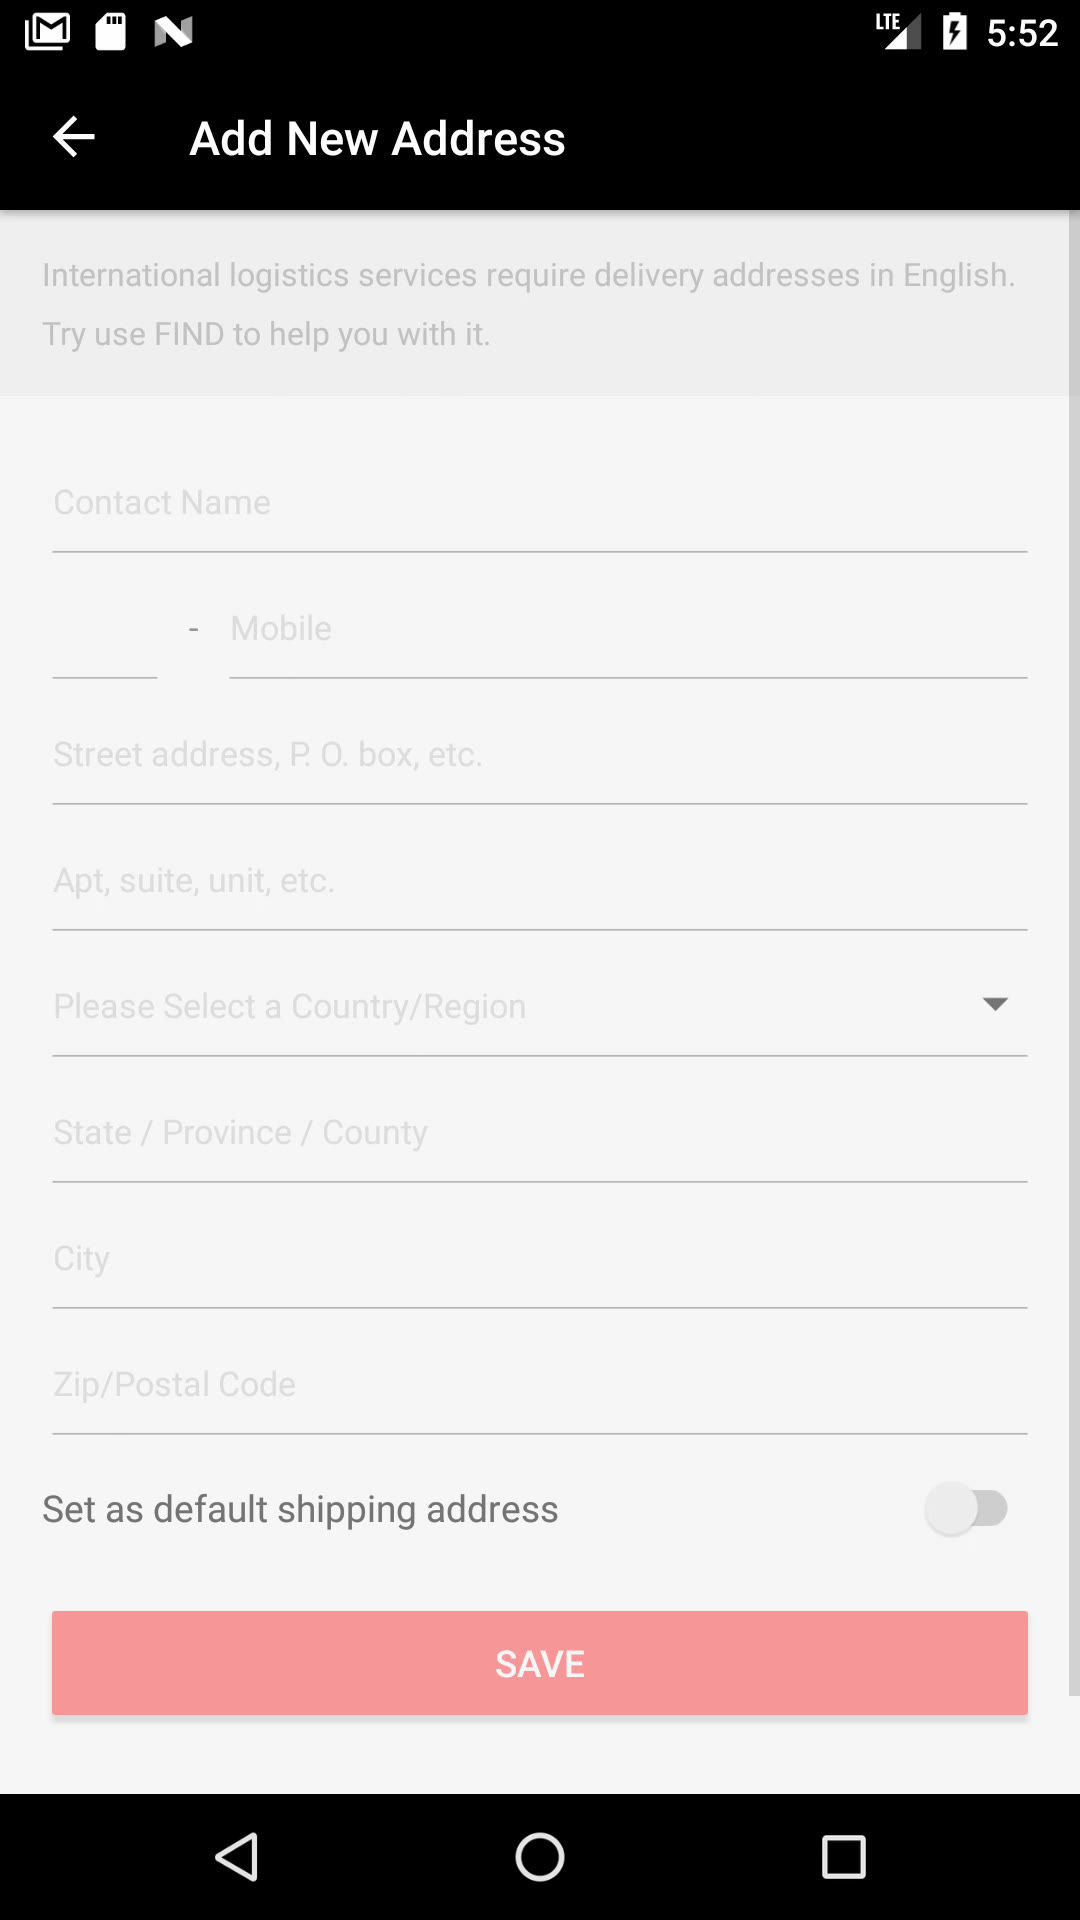 LTE 5:52
Add New Address
International logistics services require delivery addresses in English.
Try use FIND to help you with it.
Contact Name
- Mobile
Street address, P. O. box, etc.
Apt, suite, unit, etc.
Please Select a Country/Region
State / Province / County
City
Zip/Postal Code
Set as default shipping address
SAVE